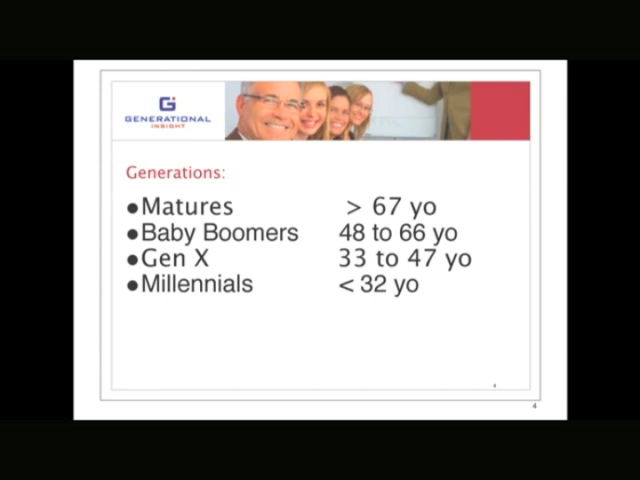 GENERATIONAL
INSIGHT
Generations:
●Matures > 67 yo
●Baby Boomers 48 to 66 yo
●Gen X 33 to 47 yo
●Millennials < 32 yo
4
4